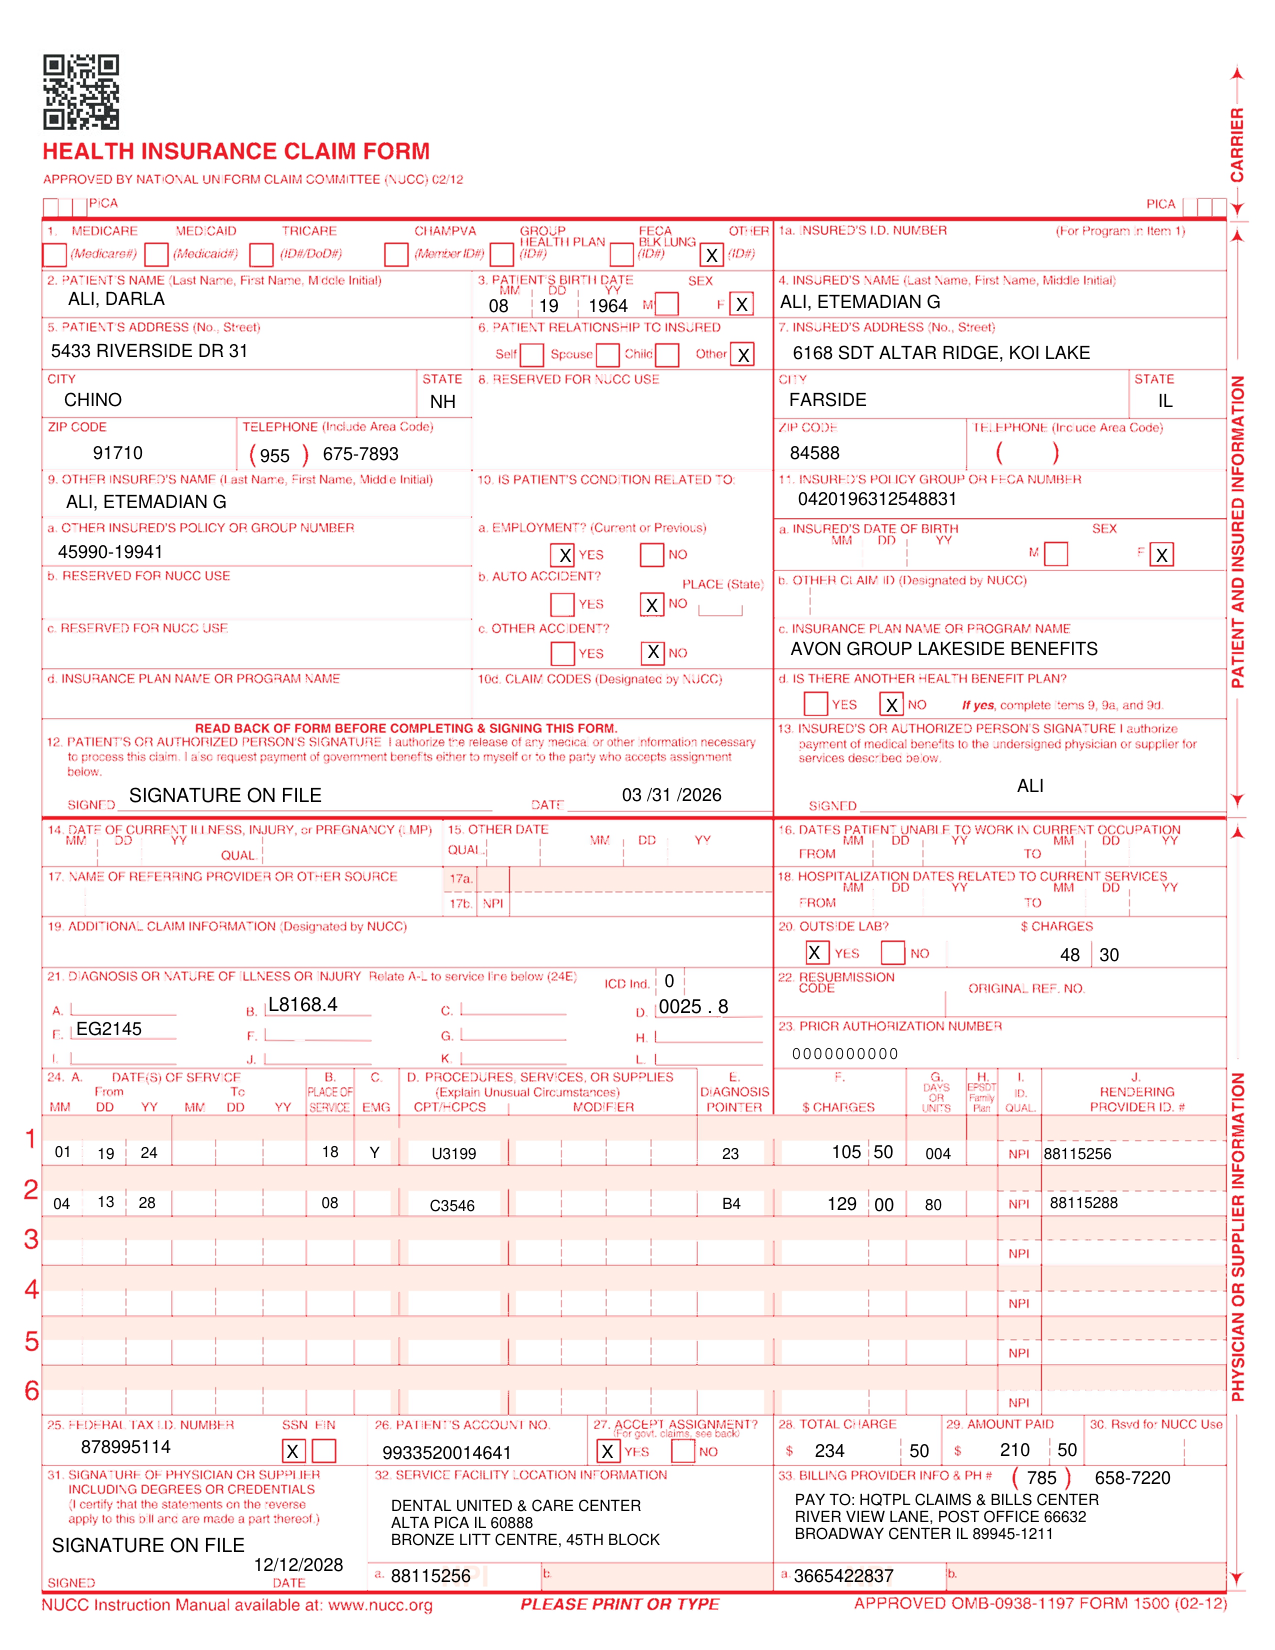 HEALTH INSURANCE CLAIM FORM
APPROVED BY NATIONAL UNIFORM CLAIM COMMITTEE (NUCC) 02/12
PICA PICA
CARRIER
1. MEDICARE MEDICAID TRICARE CHAMPVA GROUP HEALTH PLAN FECA BLK LUNG OTHER
(Medicare#) (Medicaid#) (ID#/DoD#) (Member ID#) (ID#) (ID#) X (ID#)
1a. INSURED'S I.D. NUMBER (For Program in Item 1)
2. PATIENT'S NAME (Last Name, First Name, Middle Initial)
ALI, DARLA
3. PATIENT'S BIRTH DATE SEX
MM DD YY
08 19 1964 M F X
4. INSURED'S NAME (Last Name, First Name, Middle Initial)
ALI, ETEMADIAN G
5. PATIENT'S ADDRESS (No., Street)
5433 RIVERSIDE DR 31
6. PATIENT RELATIONSHIP TO INSURED
Self Spouse Child Other X
7. INSURED'S ADDRESS (No., Street)
6168 SDT ALTAR RIDGE, KOI LAKE
CITY STATE
CHINO NH
8. RESERVED FOR NUCC USE
CITY STATE
FARSIDE IL
ZIP CODE TELEPHONE (Include Area Code)
91710 (955) 675-7893
ZIP CODE TELEPHONE (Include Area Code)
84588 ( )
9. OTHER INSURED'S NAME (Last Name, First Name, Middle Initial)
ALI, ETEMADIAN G
10. IS PATIENT'S CONDITION RELATED TO:
11. INSURED'S POLICY GROUP OR FECA NUMBER
0420196312548831
a. OTHER INSURED'S POLICY OR GROUP NUMBER
45990-19941
a. EMPLOYMENT? (Current or Previous)
X YES NO
a. INSURED'S DATE OF BIRTH SEX
MM DD YY
M F X
b. RESERVED FOR NUCC USE
b. AUTO ACCIDENT? PLACE (State)
YES X NO
b. OTHER CLAIM ID (Designated by NUCC)
c. RESERVED FOR NUCC USE
c. OTHER ACCIDENT?
YES X NO
c. INSURANCE PLAN NAME OR PROGRAM NAME
AVON GROUP LAKESIDE BENEFITS
d. INSURANCE PLAN NAME OR PROGRAM NAME
10d. CLAIM CODES (Designated by NUCC)
d. IS THERE ANOTHER HEALTH BENEFIT PLAN?
YES X NO If yes, complete items 9, 9a, and 9d.
READ BACK OF FORM BEFORE COMPLETING & SIGNING THIS FORM.
12. PATIENT'S OR AUTHORIZED PERSON'S SIGNATURE I authorize the release of any medical or other information necessary
to process this claim. I also request payment of government benefits either to myself or to the party who accepts assignment
below.
SIGNED SIGNATURE ON FILE DATE 03 /31 /2026
13. INSURED'S OR AUTHORIZED PERSON'S SIGNATURE I authorize
payment of medical benefits to the undersigned physician or supplier for
services described below.
SIGNED ALI
PATIENT AND INSURED INFORMATION
14. DATE OF CURRENT ILLNESS, INJURY, or PREGNANCY (LMP)
MM DD YY QUAL.
15. OTHER DATE
QUAL. MM DD YY
16. DATES PATIENT UNABLE TO WORK IN CURRENT OCCUPATION
MM DD YY MM DD YY
FROM TO
17. NAME OF REFERRING PROVIDER OR OTHER SOURCE
17a.
17b. NPI
18. HOSPITALIZATION DATES RELATED TO CURRENT SERVICES
MM DD YY MM DD YY
FROM TO
19. ADDITIONAL CLAIM INFORMATION (Designated by NUCC)
20. OUTSIDE LAB? $ CHARGES
X YES NO 48 30
21. DIAGNOSIS OR NATURE OF ILLNESS OR INJURY Relate A-L to service line below (24E) ICD Ind. 0
A. B. L8168.4 C. D. 0025 . 8
E. EG2145 F. G. H.
I. J. K. L.
22. RESUBMISSION CODE ORIGINAL REF. NO.
23. PRIOR AUTHORIZATION NUMBER
0000000000
24. A. DATE(S) OF SERVICE B. C. D. PROCEDURES, SERVICES, OR SUPPLIES E. F. G. H. I. J.
From To PLACE OF (Explain Unusual Circumstances) DIAGNOSIS DAYS OR UNITS EPSDT Family Plan ID. RENDERING
MM DD YY MM DD YY SERVICE EMG CPT/HCPCS MODIFIER POINTER $ CHARGES QUAL. PROVIDER ID. #
1 01 19 24 18 Y U3199 23 105 50 004 NPI 88115256
2 04 13 28 08 C3546 B4 129 00 80 NPI 88115288
3 NPI
4 NPI
5 NPI
6 NPI
25. FEDERAL TAX I.D. NUMBER SSN EIN
878995114 X
26. PATIENT'S ACCOUNT NO.
9933520014641
27. ACCEPT ASSIGNMENT?
(For govt. claims, see back)
X YES NO
28. TOTAL CHARGE
$ 234 50
29. AMOUNT PAID
$ 210 50
30. Rsvd for NUCC Use
31. SIGNATURE OF PHYSICIAN OR SUPPLIER
INCLUDING DEGREES OR CREDENTIALS
(I certify that the statements on the reverse
apply to this bill and are made a part thereof.)
SIGNATURE ON FILE
12/12/2028
SIGNED DATE
32. SERVICE FACILITY LOCATION INFORMATION
DENTAL UNITED & CARE CENTER
ALTA PICA IL 60888
BRONZE LITT CENTRE, 45TH BLOCK
a. 88115256 NPI b.
33. BILLING PROVIDER INFO & PH # (785) 658-7220
PAY TO: HQTPL CLAIMS & BILLS CENTER
RIVER VIEW LANE, POST OFFICE 66632
BROADWAY CENTER IL 89945-1211
a. 3665422837 b.
PHYSICIAN OR SUPPLIER INFORMATION
NUCC Instruction Manual available at: www.nucc.org
PLEASE PRINT OR TYPE
APPROVED OMB-0938-1197 FORM 1500 (02-12)